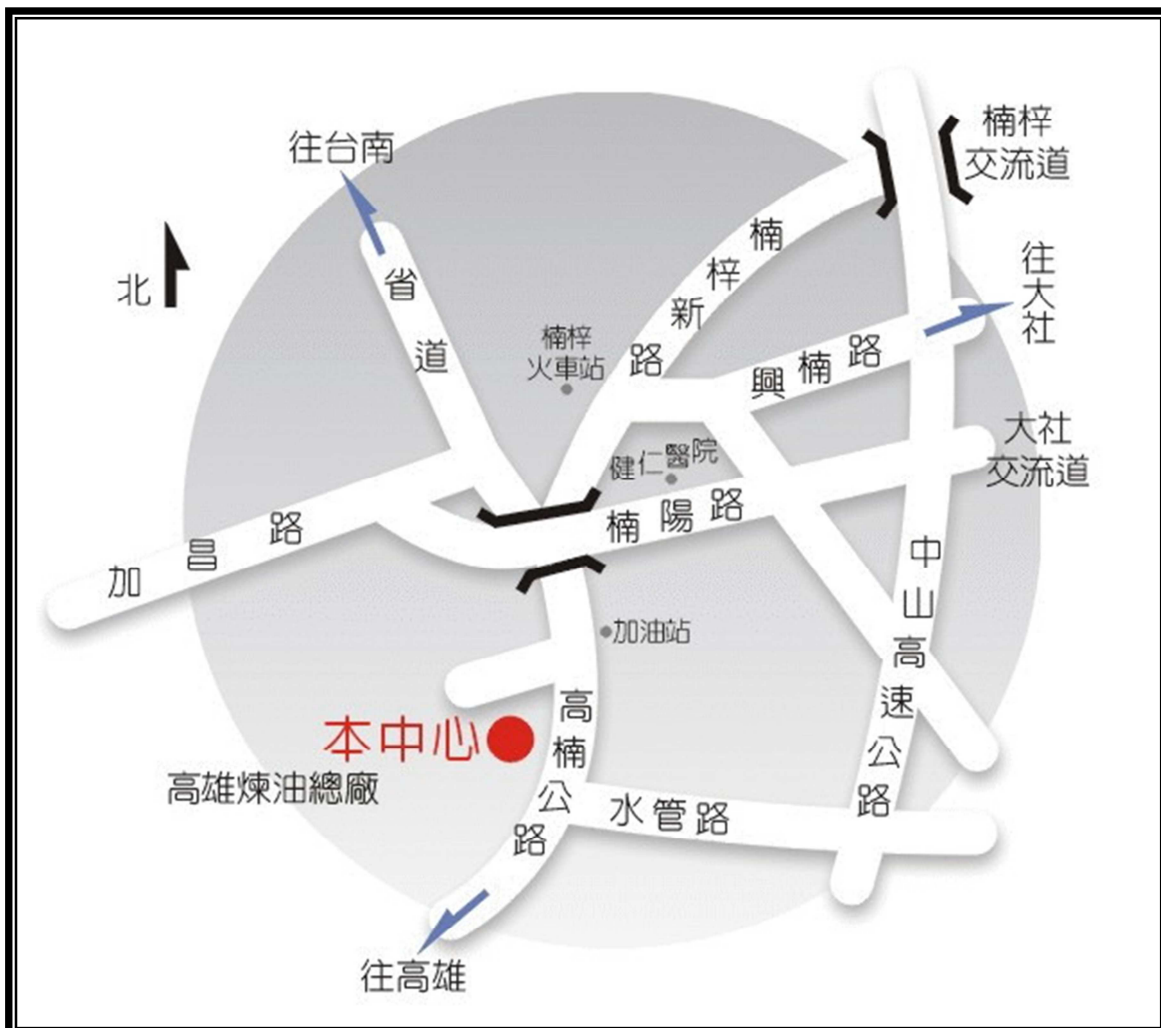 楠梓
交流道
往台南
往大社
北
省道
楠梓新路
楠梓
火車站
興楠路
大社
交流道
健仁醫院
楠陽路
加昌路
中山高速公路
加油站
高楠公路
本中心
高雄煉油總廠
水管路
往高雄